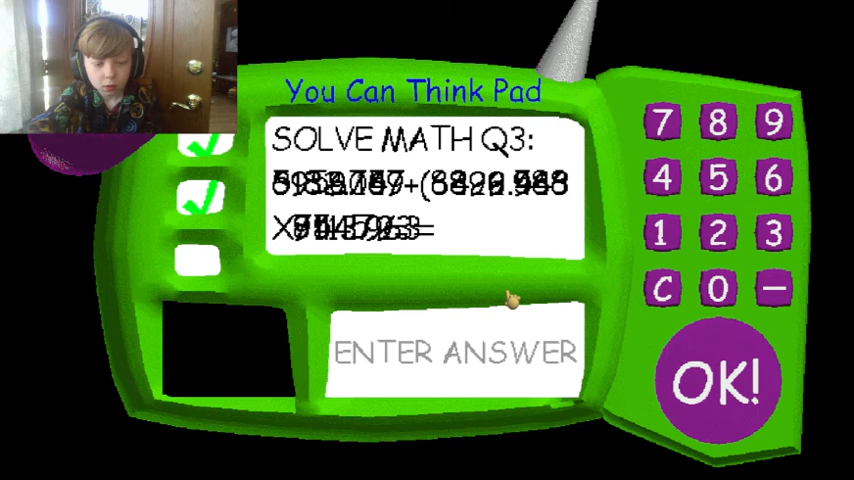 You Can Think Pad
SOLVE MATH Q3:
7 8 9
4 5 6
1 2 3
C 0 −
ENTER ANSWER
OK!